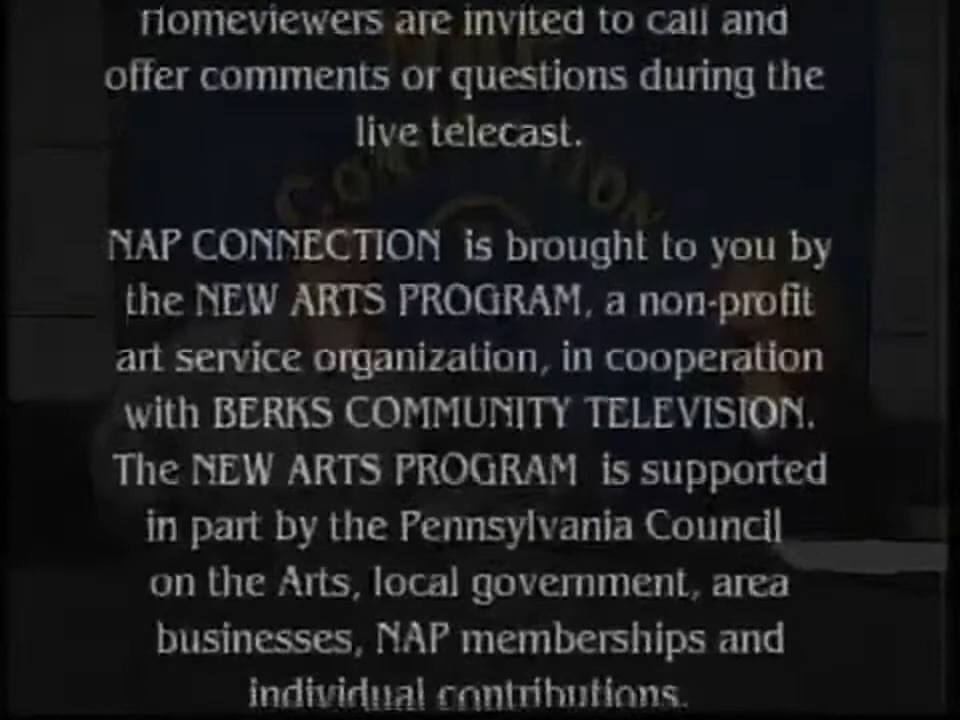 Homeviewers are invited to call and
offer comments or questions during the
live telecast.
NAP CONNECTION is brought to you by
the NEW ARTS PROGRAM, a non-profit
art service organization, in cooperation
with BERKS COMMUNITY TELEVISION.
The NEW ARTS PROGRAM is supported
in part by the Pennsylvania Council
on the Arts, local government, area
businesses, NAP memberships and
individual contributions.